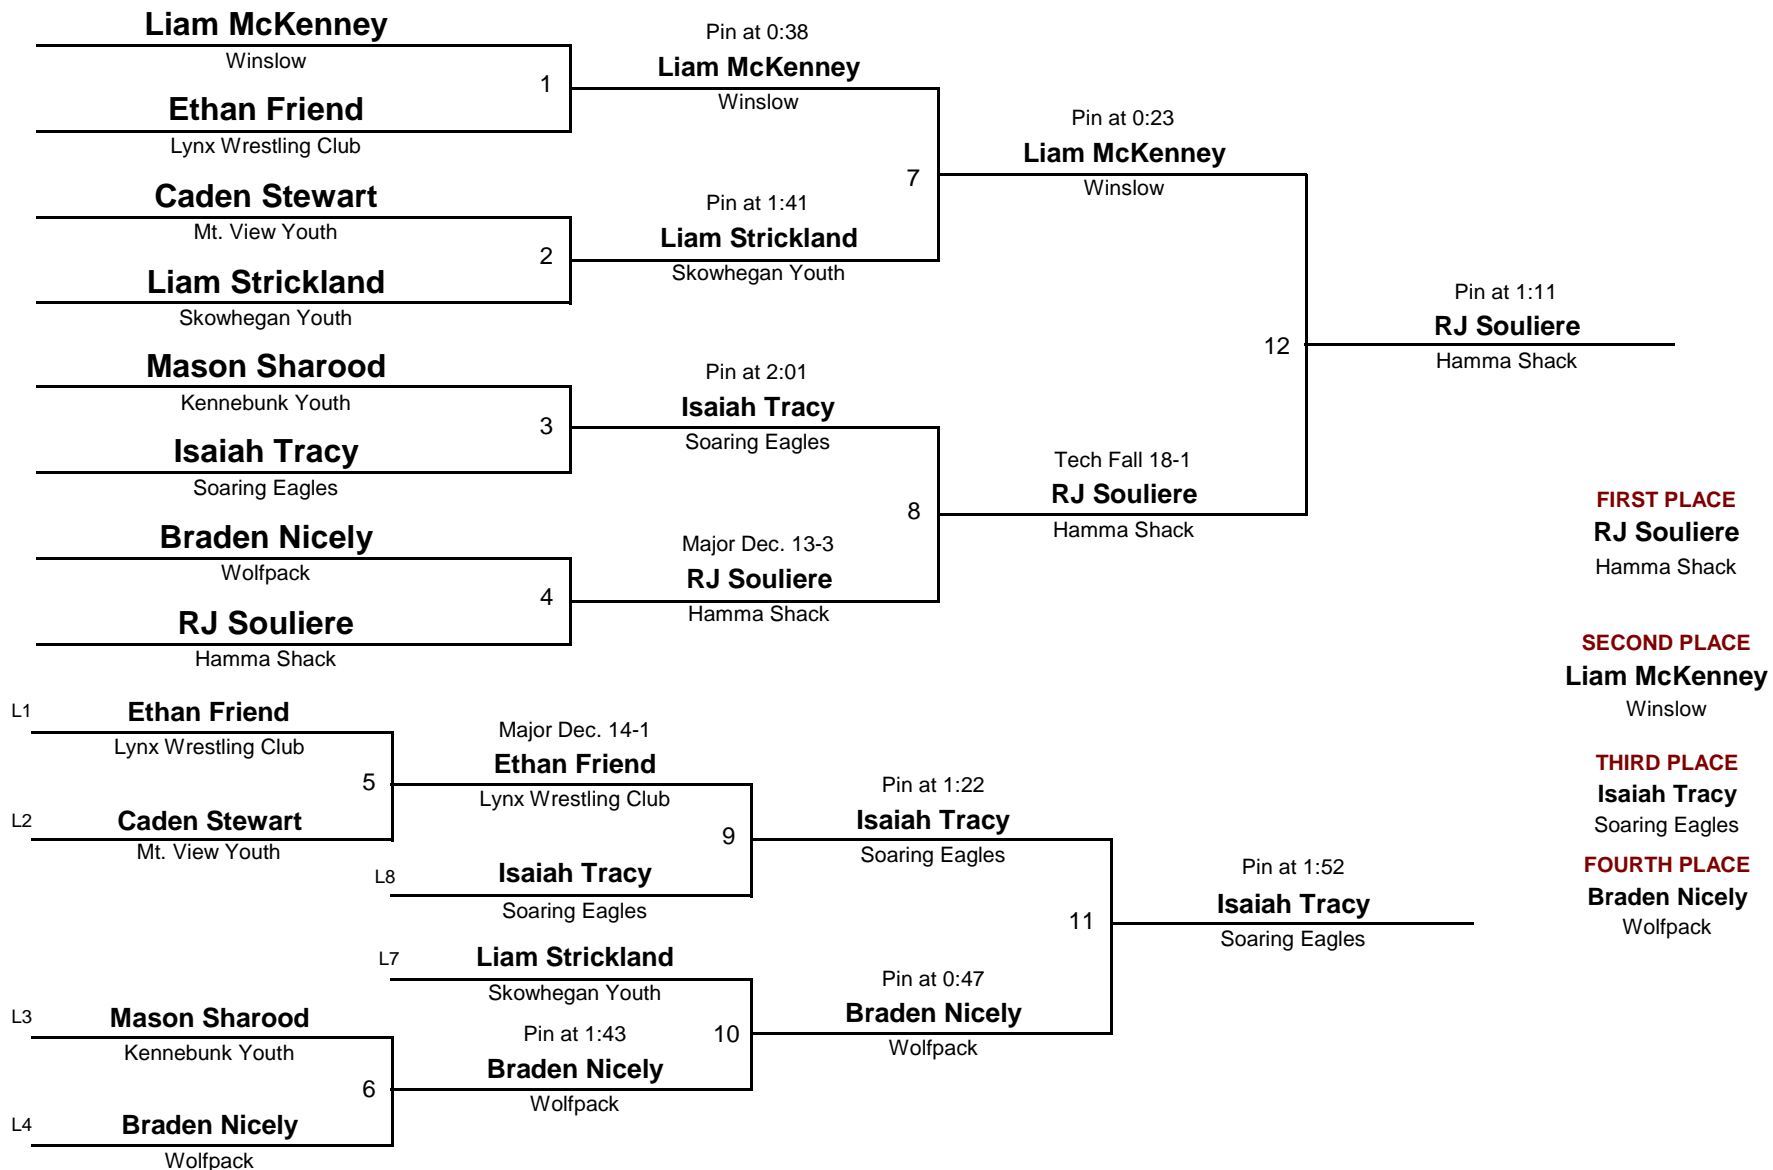 Liam McKenney
Winslow
1
Ethan Friend
Lynx Wrestling Club
Caden Stewart
Mt. View Youth
2
Liam Strickland
Skowhegan Youth
Mason Sharood
Kennebunk Youth
3
Isaiah Tracy
Soaring Eagles
Braden Nicely
Wolfpack
4
RJ Souliere
Hamma Shack
Pin at 0:38
Liam McKenney
Winslow
7
Pin at 1:41
Liam Strickland
Skowhegan Youth
Pin at 2:01
Isaiah Tracy
Soaring Eagles
8
Major Dec. 13-3
RJ Souliere
Hamma Shack
Pin at 0:23
Liam McKenney
Winslow
12
Tech Fall 18-1
RJ Souliere
Hamma Shack
Pin at 1:11
RJ Souliere
Hamma Shack
FIRST PLACE
RJ Souliere
Hamma Shack
SECOND PLACE
Liam McKenney
Winslow
THIRD PLACE
Isaiah Tracy
Soaring Eagles
FOURTH PLACE
Braden Nicely
Wolfpack
L1 Ethan Friend
Lynx Wrestling Club
5
L2 Caden Stewart
Mt. View Youth
Major Dec. 14-1
Ethan Friend
Lynx Wrestling Club
9
L8 Isaiah Tracy
Soaring Eagles
L7 Liam Strickland
Skowhegan Youth
10
Pin at 1:43
Braden Nicely
Wolfpack
L3 Mason Sharood
Kennebunk Youth
6
L4 Braden Nicely
Wolfpack
Pin at 1:22
Isaiah Tracy
Soaring Eagles
11
Pin at 0:47
Braden Nicely
Wolfpack
Pin at 1:52
Isaiah Tracy
Soaring Eagles